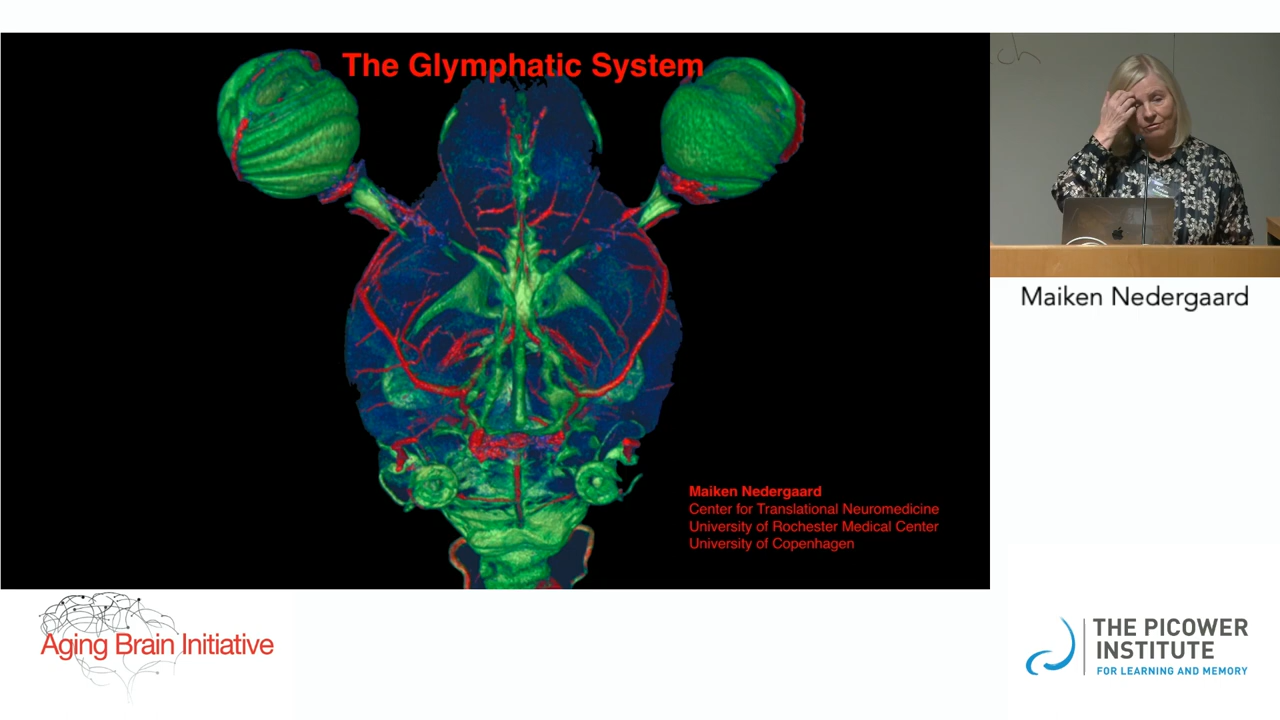 The Glymphatic System
ch
Maiken Nedergaard
Maiken Nedergaard
Center for Translational Neuromedicine
University of Rochester Medical Center
University of Copenhagen
Aging Brain Initiative
THE PICOWER
INSTITUTE
FOR LEARNING AND MEMORY